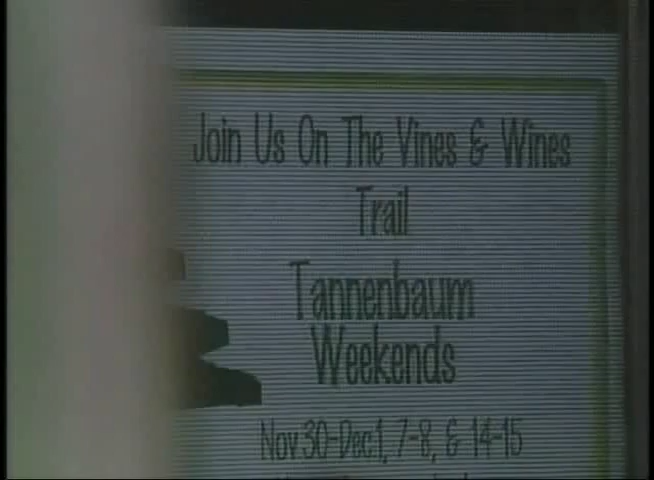 Join Us On The Vines & Wines
Trail
Tannenbaum
Weekends
Nov.30-Dec.1, 7-8, & 14-15